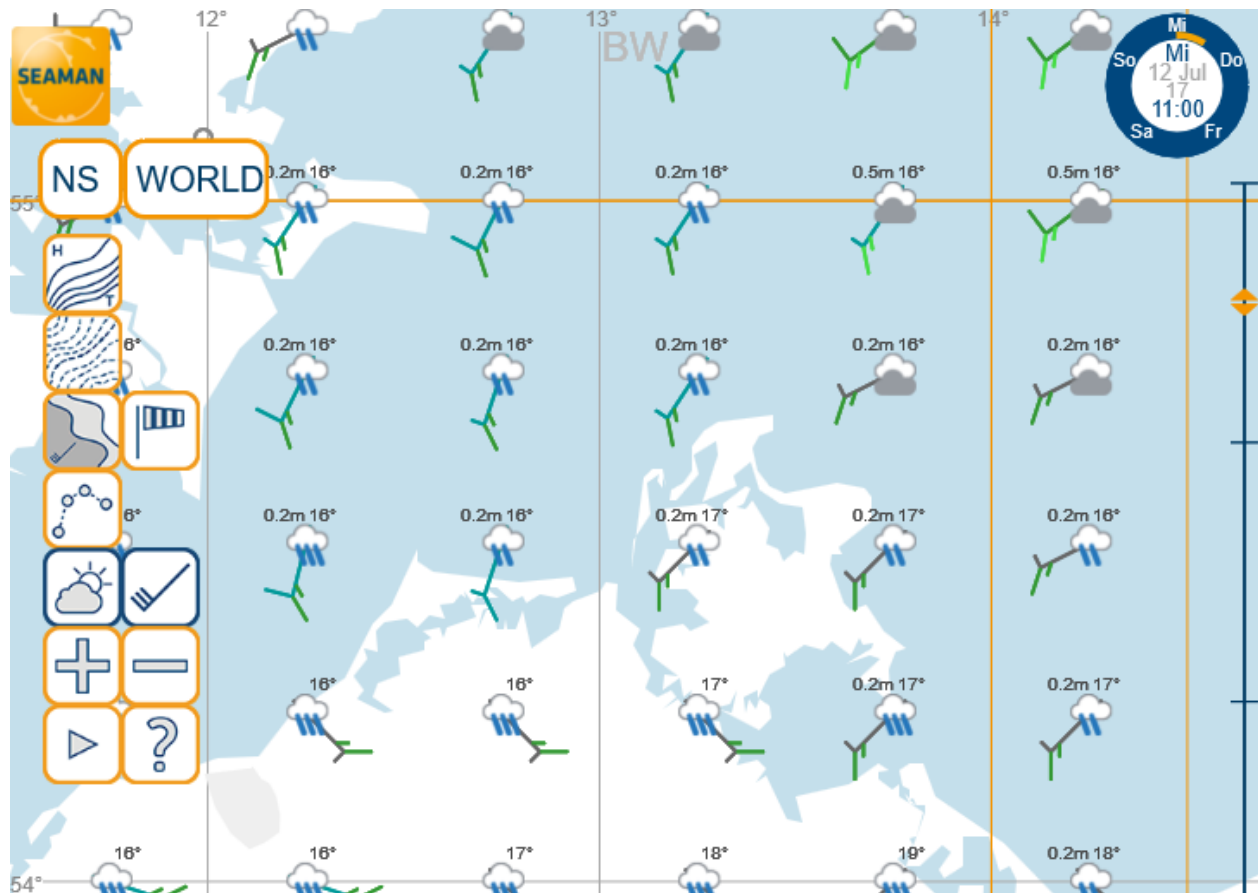 12° 13° 14°
BW
SEAMAN
Mi
So Mi Do
12 Jul
17
11:00
Sa Fr
NS WORLD
0.2m 16° 0.2m 16° 0.2m 16° 0.5m 16° 0.5m 16°
55°
H
T
6° 0.2m 16° 0.2m 16° 0.2m 16° 0.2m 16° 0.2m 16°
6° 0.2m 16° 0.2m 16° 0.2m 17° 0.2m 17° 0.2m 16°
16° 16° 17° 0.2m 17° 0.2m 17°
?
16° 16° 17° 18° 19° 0.2m 18°
54°